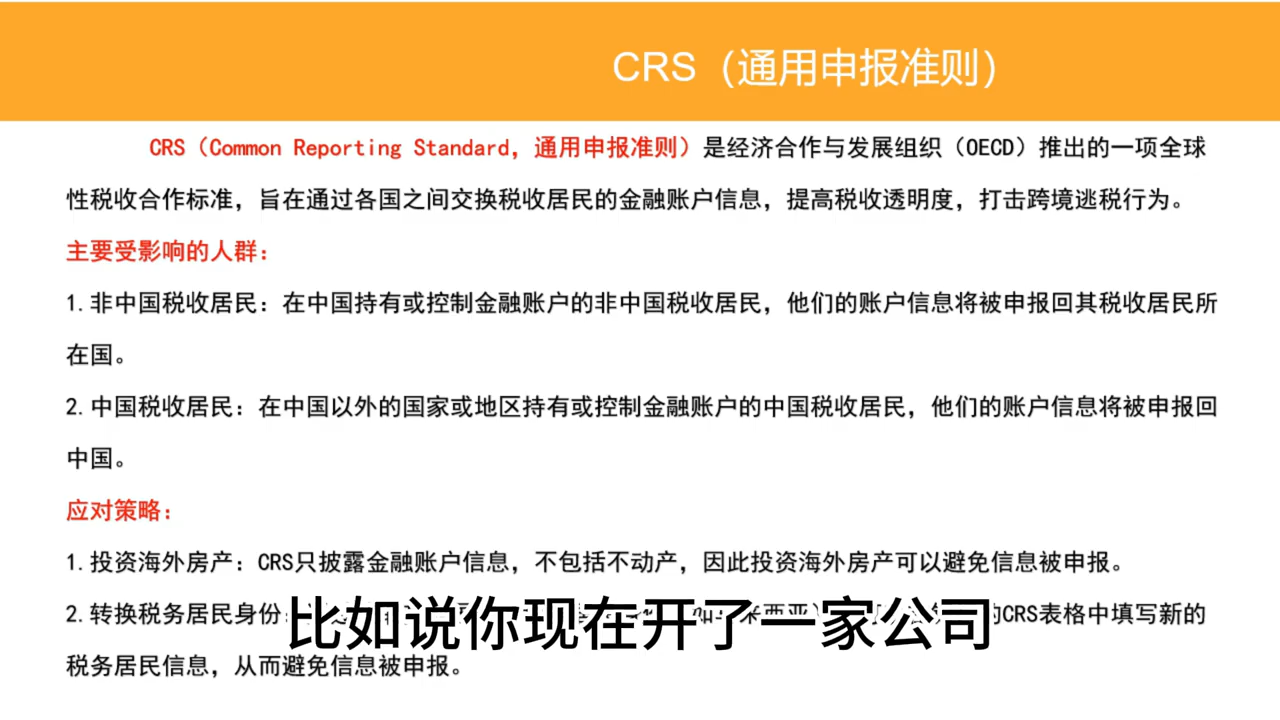 CRS（通用申报准则）
CRS（Common Reporting Standard，通用申报准则）是经济合作与发展组织（OECD）推出的一项全球
性税收合作标准，旨在通过各国之间交换税收居民的金融账户信息，提高税收透明度，打击跨境逃税行为。
主要受影响的人群：
1.非中国税收居民：在中国持有或控制金融账户的非中国税收居民，他们的账户信息将被申报回其税收居民所
在国。
2.中国税收居民：在中国以外的国家或地区持有或控制金融账户的中国税收居民，他们的账户信息将被申报回
中国。
应对策略：
1.投资海外房产：CRS只披露金融账户信息，不包括不动产，因此投资海外房产可以避免信息被申报。
2.转换税务居民身份 的CRS表格中填写新的
比如说你现在开了一家公司
税务居民信息，从而避免信息被申报。